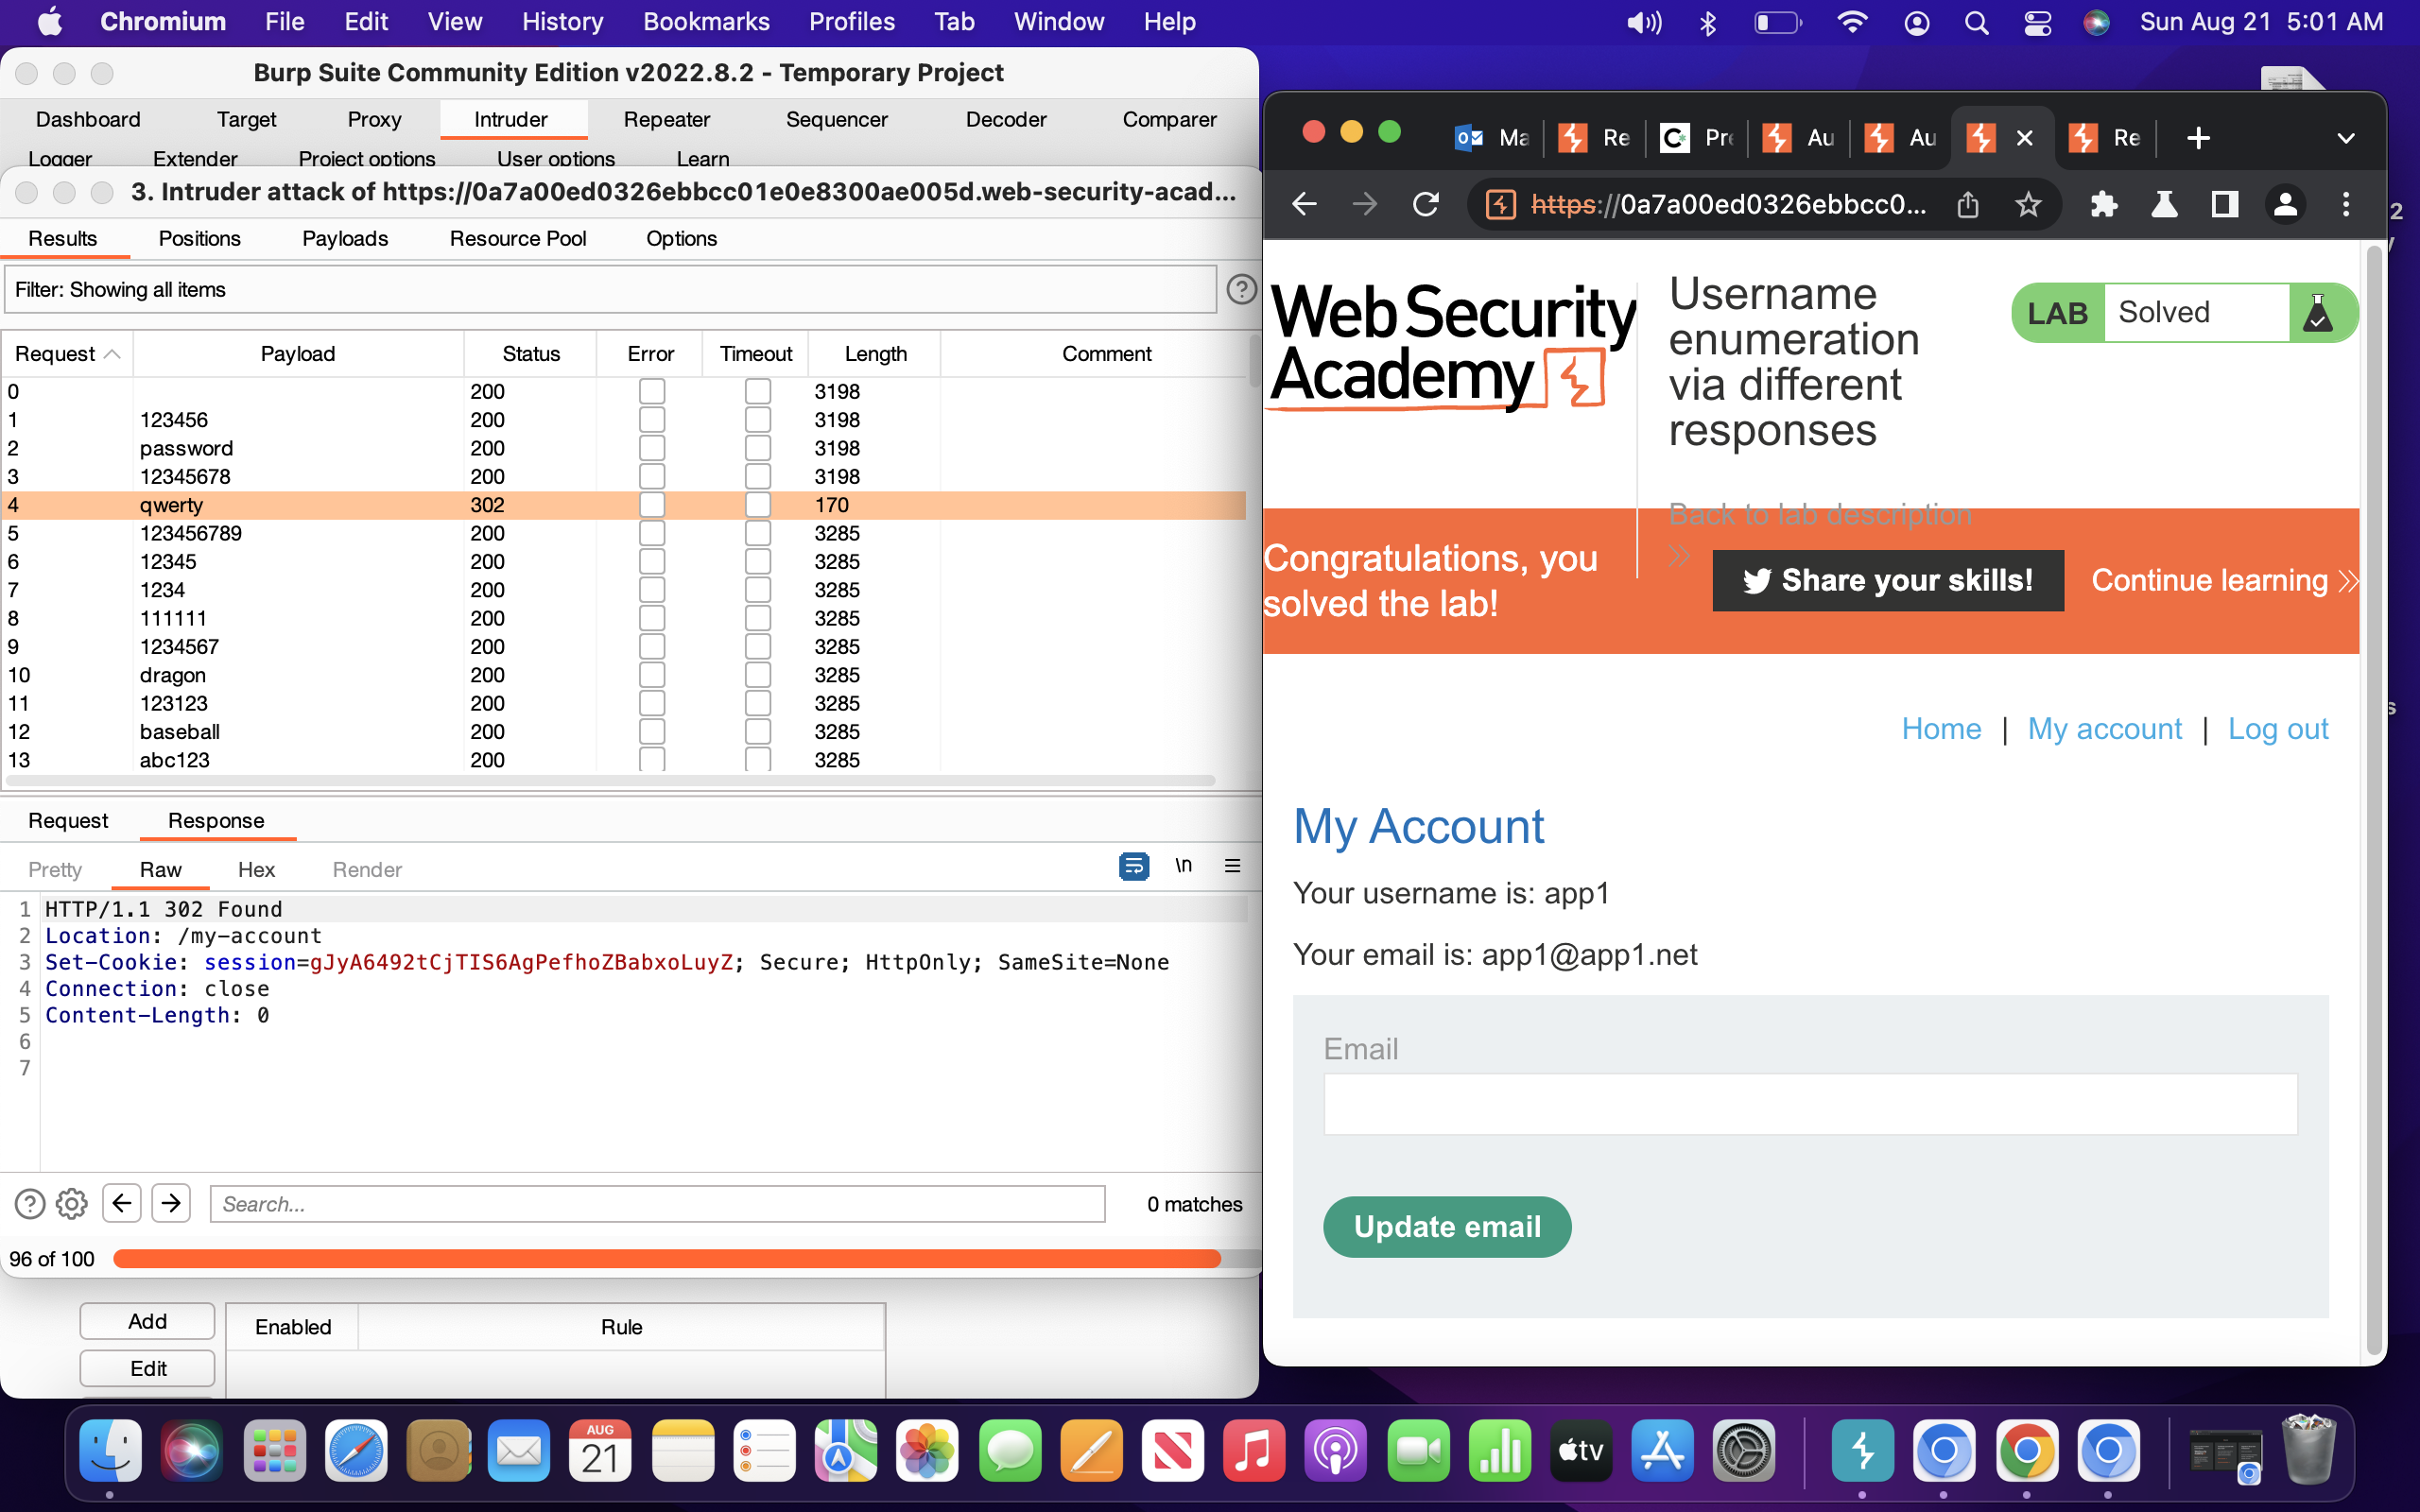 Chromium File Edit View History Bookmarks Profiles Tab Window Help Sun Aug 21 5:01 AM
Burp Suite Community Edition v2022.8.2 - Temporary Project
Dashboard Target Proxy Intruder Repeater Sequencer Decoder Comparer
Logger Extender Project options User options Learn
3. Intruder attack of https://0a7a00ed0326ebbcc01e0e8300ae005d.web-security-acad...
Results Positions Payloads Resource Pool Options
Filter: Showing all items ?
Request Payload Status Error Timeout Length Comment
0 200 3198
1 123456 200 3198
2 password 200 3198
3 12345678 200 3198
4 qwerty 302 170
5 123456789 200 3285
6 12345 200 3285
7 1234 200 3285
8 111111 200 3285
9 1234567 200 3285
10 dragon 200 3285
11 123123 200 3285
12 baseball 200 3285
13 abc123 200 3285
Request Response
Pretty Raw Hex Render \n
1 HTTP/1.1 302 Found
2 Location: /my-account
3 Set-Cookie: session=gJyA6492tCjTIS6AgPefhoZBabxoLuyZ; Secure; HttpOnly; SameSite=None
4 Connection: close
5 Content-Length: 0
6
7
? Search... 0 matches
96 of 100
Add Enabled Rule
Edit
Ma Re Pre Au Au Re
https://0a7a00ed0326ebbcc0...
Web Security
Academy
Username
enumeration
via different
responses
LAB Solved
Back to lab description
Congratulations, you
solved the lab!
Share your skills!
Continue learning
Home | My account | Log out
My Account
Your username is: app1
Your email is: app1@app1.net
Email
Update email
AUG
21
tv